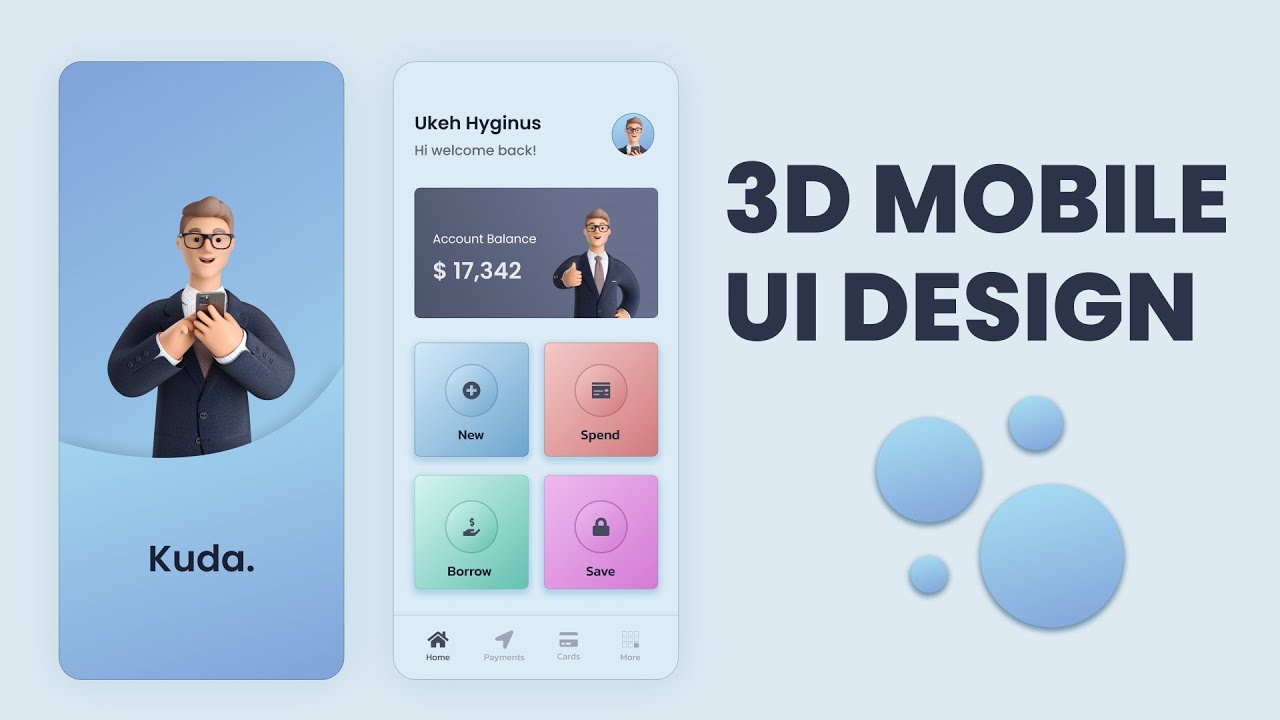 Ukeh Hyginus
Hi welcome back!
Account Balance
$ 17,342
New
Spend
Borrow
Save
Home
Payments
Cards
More
Kuda.
3D MOBILE
UI DESIGN